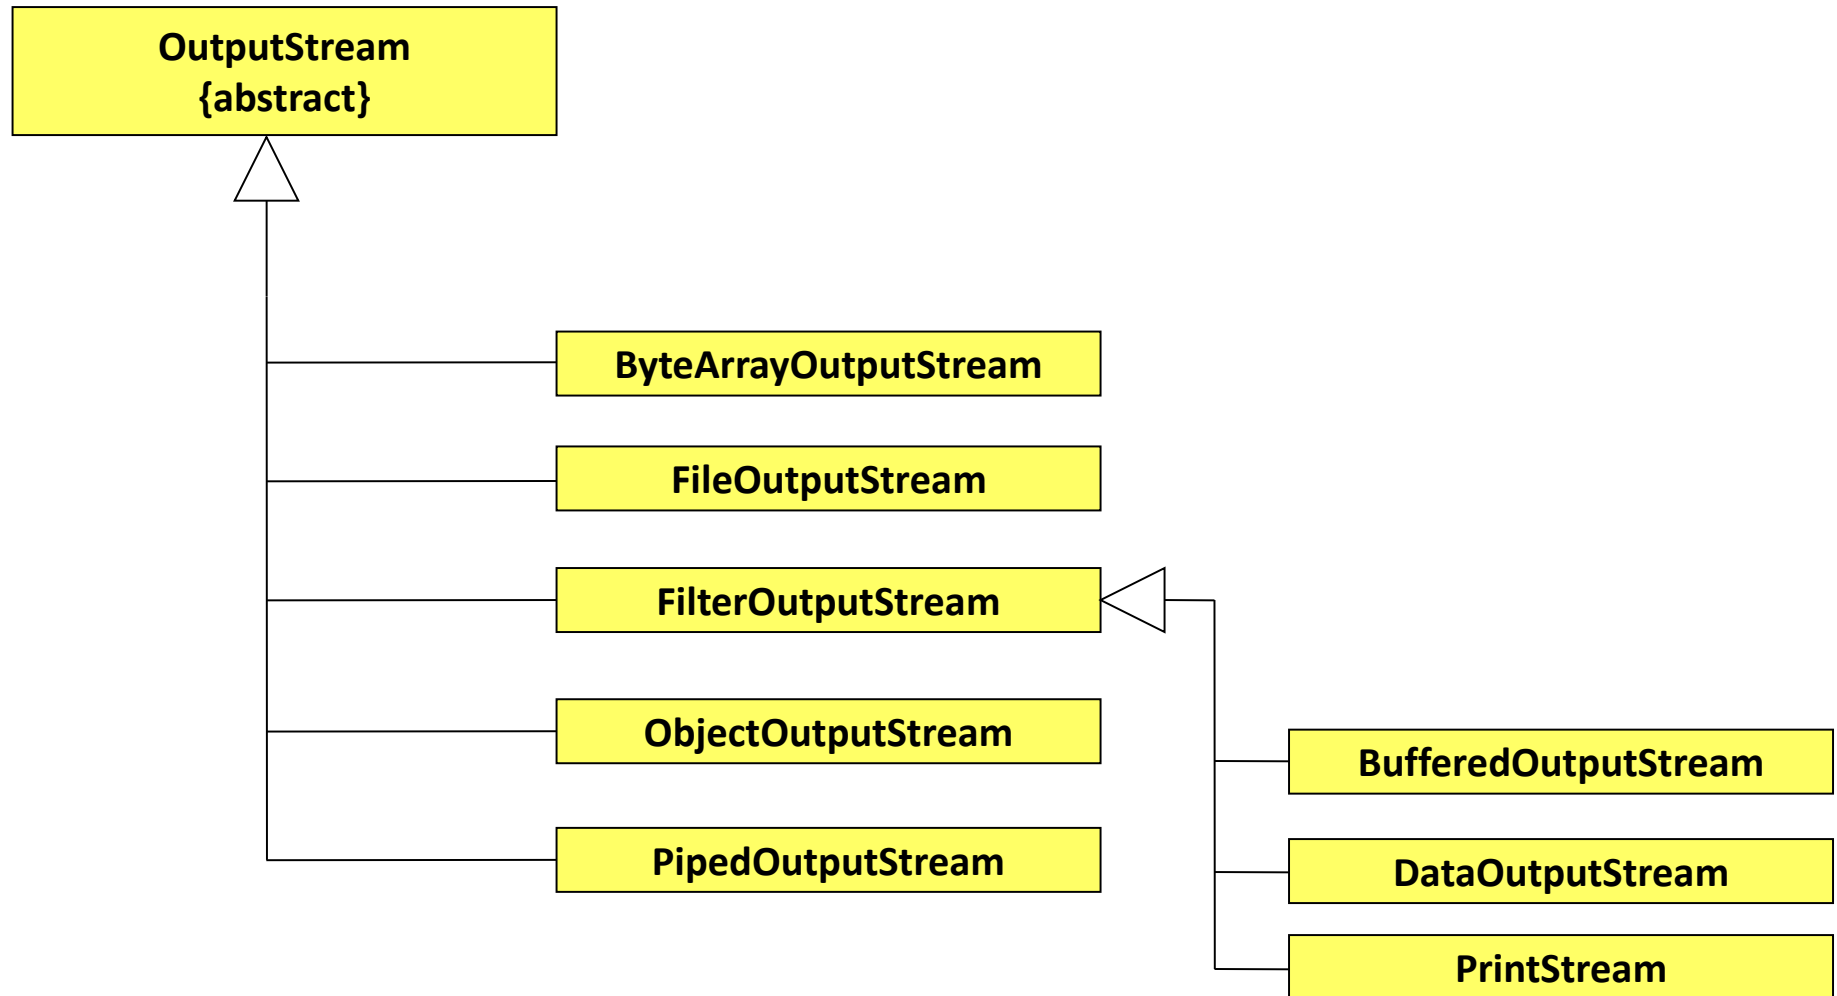 OutputStream
{abstract}
ByteArrayOutputStream
FileOutputStream
FilterOutputStream
ObjectOutputStream
PipedOutputStream
BufferedOutputStream
DataOutputStream
PrintStream